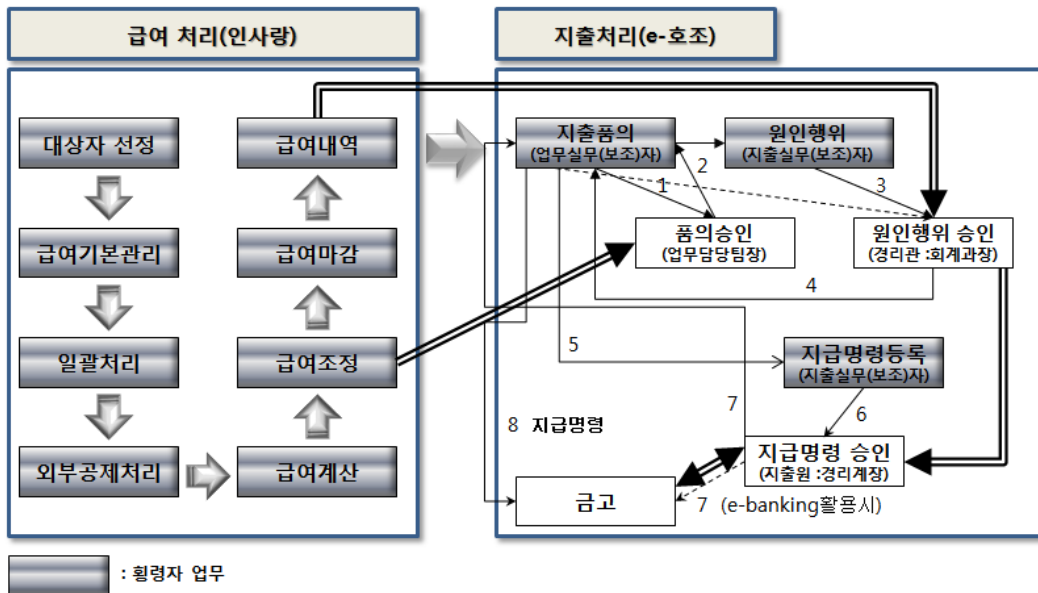 급여 처리(인사랑)
지출처리(e-호조)
대상자 선정
급여기본관리
일괄처리
외부공제처리
급여내역
급여마감
급여조정
급여계산
지출품의
(업무실무(보조)자)
원인행위
(지출실무(보조)자)
2
1
3
품의승인
(업무담당팀장)
원인행위 승인
(경리관 :회계과장)
4
5
지급명령등록
(지출실무(보조)자)
7
6
8 지급명령
지급명령 승인
(지출원 :경리계장)
금고
7 (e-banking활용시)
: 횡령자 업무